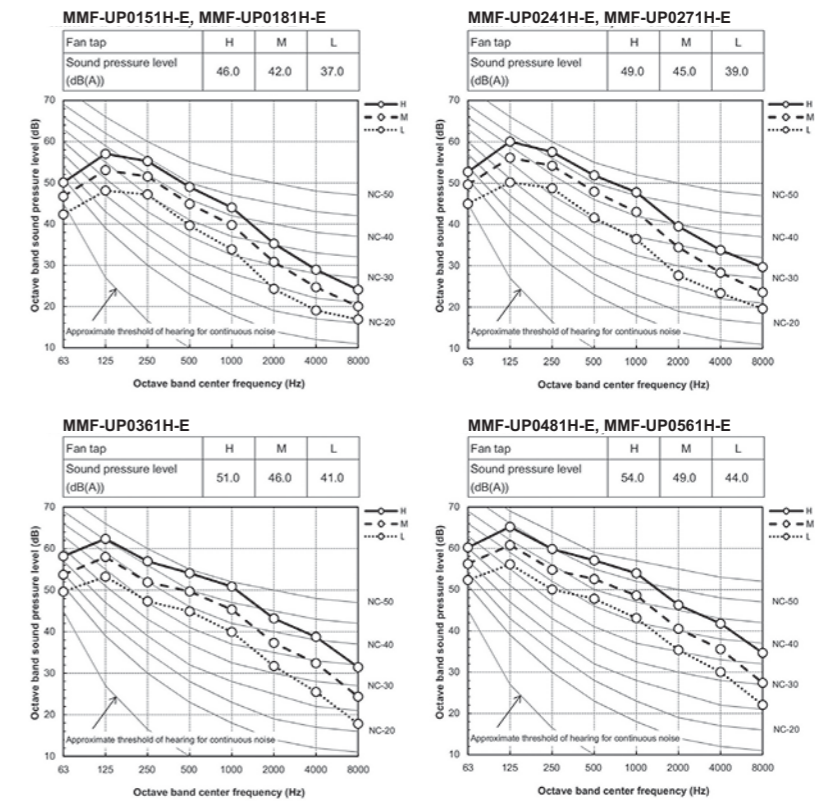 MMF-UP0151H-E, MMF-UP0181H-E
Fan tap H M L
Sound pressure level (dB(A)) 46.0 42.0 37.0
70
60
50
40
30
20
10
Octave band sound pressure level (dB)
H
M
L
NC-50
NC-40
NC-30
NC-20
Approximate threshold of hearing for continuous noise
63 125 250 500 1000 2000 4000 8000
Octave band center frequency (Hz)
MMF-UP0241H-E, MMF-UP0271H-E
Fan tap H M L
Sound pressure level (dB(A)) 49.0 45.0 39.0
70
60
50
40
30
20
10
Octave band sound pressure level (dB)
H
M
L
NC-50
NC-40
NC-30
NC-20
Approximate threshold of hearing for continuous noise
63 125 250 500 1000 2000 4000 8000
Octave band center frequency (Hz)
MMF-UP0361H-E
Fan tap H M L
Sound pressure level (dB(A)) 51.0 46.0 41.0
70
60
50
40
30
20
10
Octave band sound pressure level (dB)
H
M
L
NC-50
NC-40
NC-30
NC-20
Approximate threshold of hearing for continuous noise
63 125 250 500 1000 2000 4000 8000
Octave band center frequency (Hz)
MMF-UP0481H-E, MMF-UP0561H-E
Fan tap H M L
Sound pressure level (dB(A)) 54.0 49.0 44.0
70
60
50
40
30
20
10
Octave band sound pressure level (dB)
H
M
L
NC-50
NC-40
NC-30
NC-20
Approximate threshold of hearing for continuous noise
63 125 250 500 1000 2000 4000 8000
Octave band center frequency (Hz)